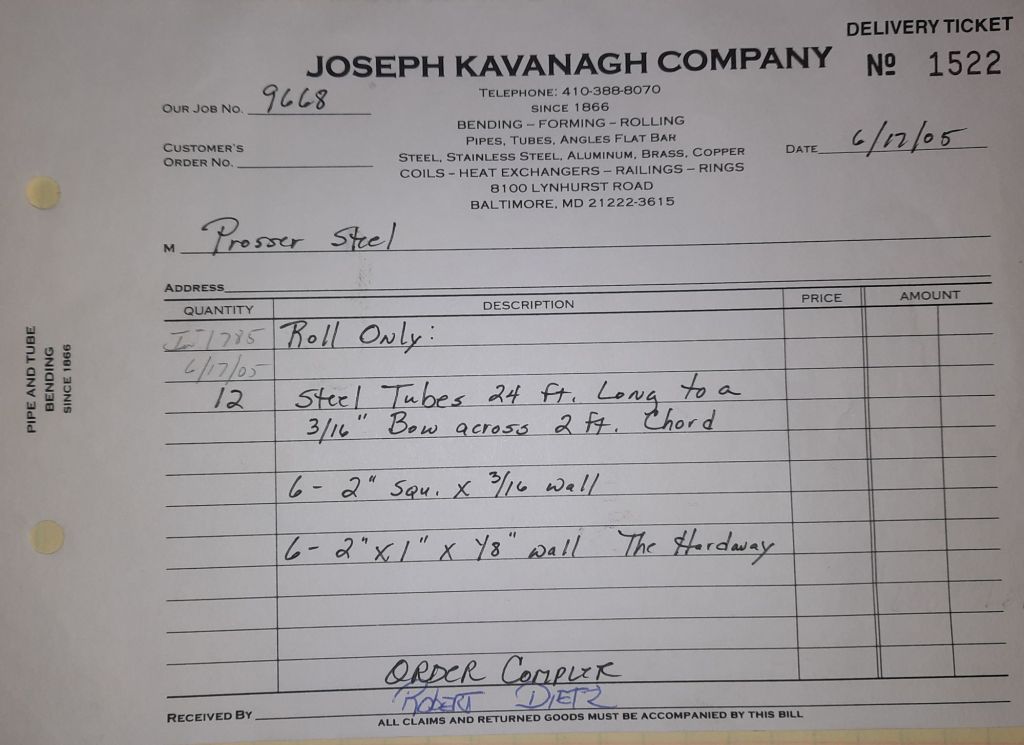 DELIVERY TICKET
JOSEPH KAVANAGH COMPANY
Nº 1522
TELEPHONE: 410-388-8070
SINCE 1866
BENDING – FORMING – ROLLING
PIPES, TUBES, ANGLES FLAT BAR
STEEL, STAINLESS STEEL, ALUMINUM, BRASS, COPPER
COILS – HEAT EXCHANGERS – RAILINGS – RINGS
8100 LYNHURST ROAD
BALTIMORE, MD 21222-3615
OUR JOB NO. 9668
CUSTOMER'S
ORDER NO.
DATE 6/17/05
M Prosser Steel
ADDRESS
QUANTITY DESCRIPTION PRICE AMOUNT
1785 Roll Only:
6/17/05
12 Steel Tubes 24 ft. Long to a
3/16" Bow across 2 ft. Chord
6 - 2" Squ. x 3/16 wall
6 - 2" x 1" x 1/8" wall The Hardway
ORDER COMPLETE
ROBERT DIETZ
RECEIVED BY
ALL CLAIMS AND RETURNED GOODS MUST BE ACCOMPANIED BY THIS BILL
PIPE AND TUBE
BENDING
SINCE 1866